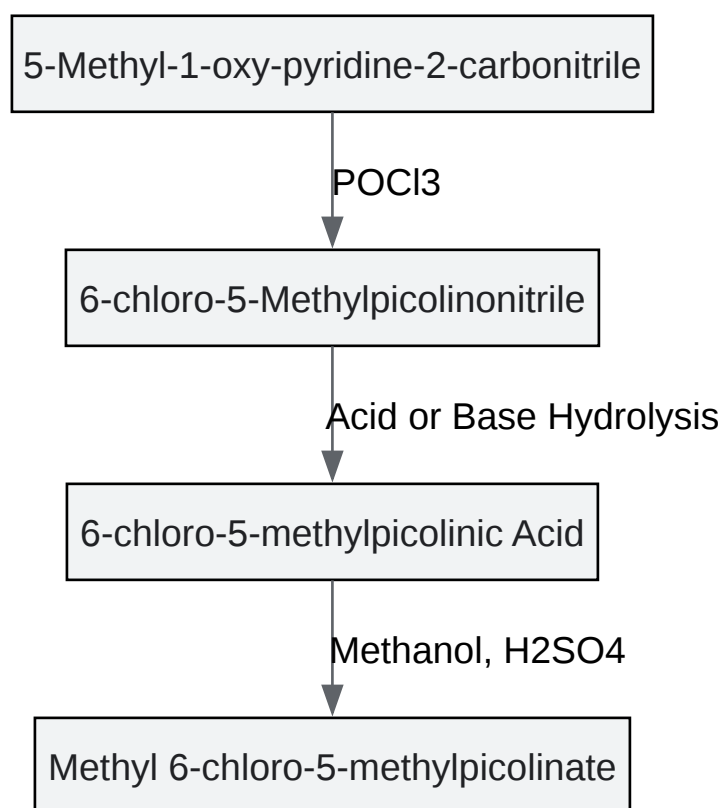 5-Methyl-1-oxy-pyridine-2-carbonitrile
POCl3
6-chloro-5-Methylpicolinonitrile
Acid or Base Hydrolysis
6-chloro-5-methylpicolinic Acid
Methanol, H2SO4
Methyl 6-chloro-5-methylpicolinate